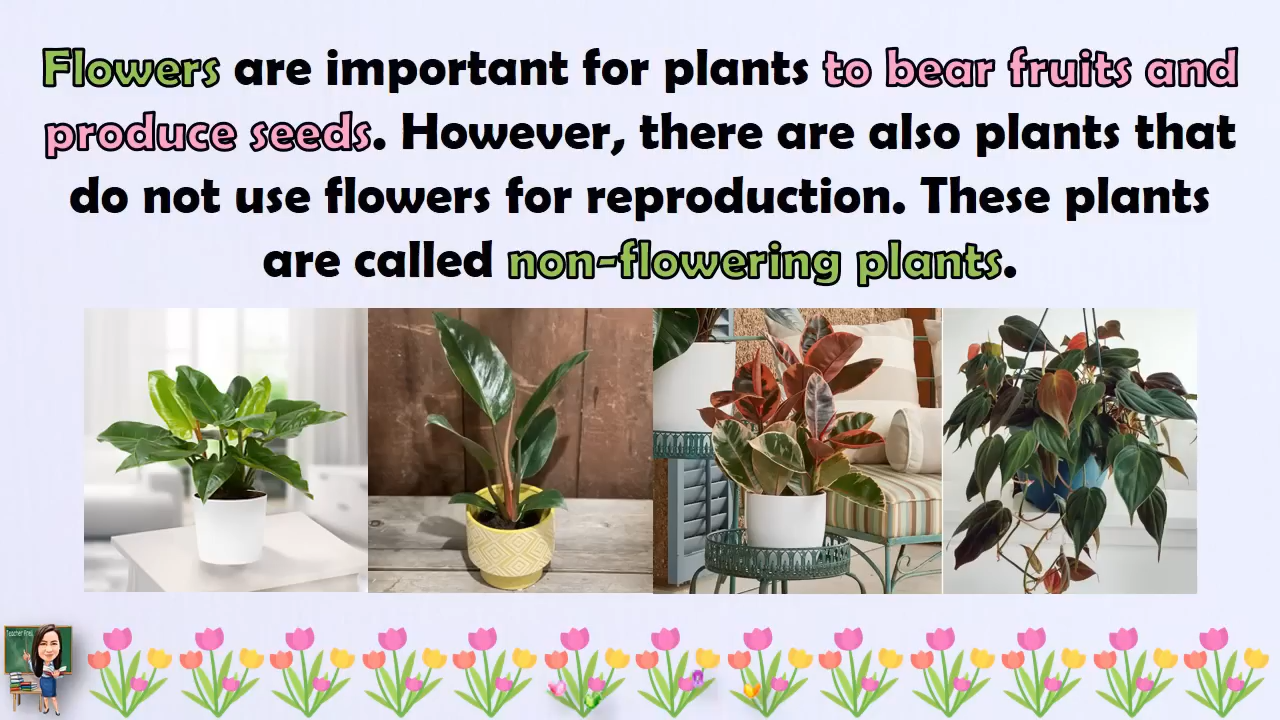 Flowers are important for plants to bear fruits and
produce seeds. However, there are also plants that
do not use flowers for reproduction. These plants
are called non-flowering plants.